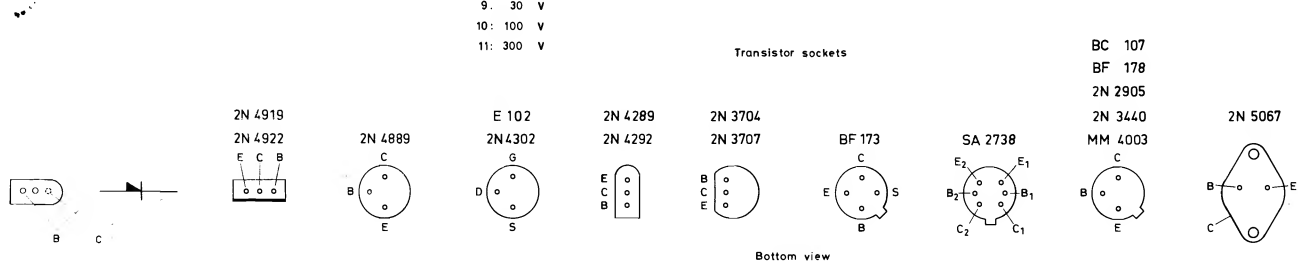 9. 30 V
10: 100 V
11: 300 V
Transistor sockets
BC 107
BF 178
2N 2905
2N 4919 E 102 2N 4289 2N 3704 2N 3440 2N 5067
2N 4922 2N 4889 2N4302 2N 4292 2N 3707 BF 173 SA 2738 MM 4003
E C B C G C E2 E1 C
E B
C C
B E
B D E S B2 B1 B B E
C2 C1 C
E S B E
B C
Bottom view